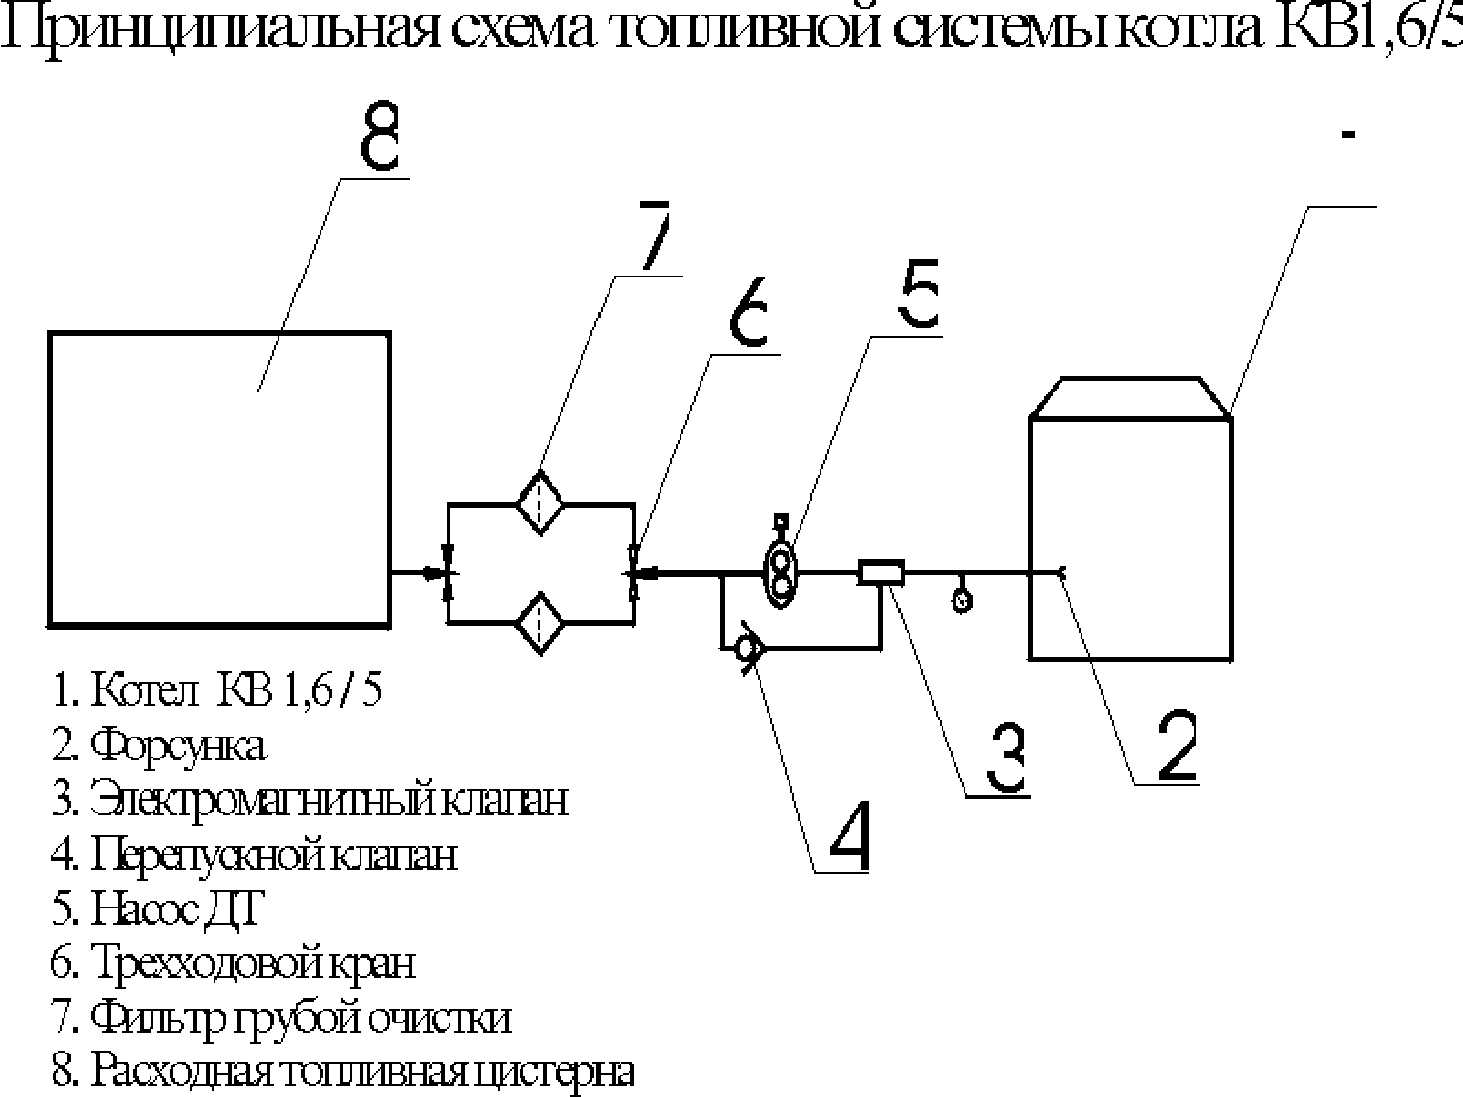 Принципиальная схема топливной системы котла КВ1,6/5
8
7
6
5
4
3
2
1. Котел КВ 1,6 / 5
2. Форсунка
3. Электромагнитный клапан
4. Перепускной клапан
5. Насос ДТ
6. Трехходовой кран
7. Фильтр грубой очистки
8. Расходная топливная цистерна